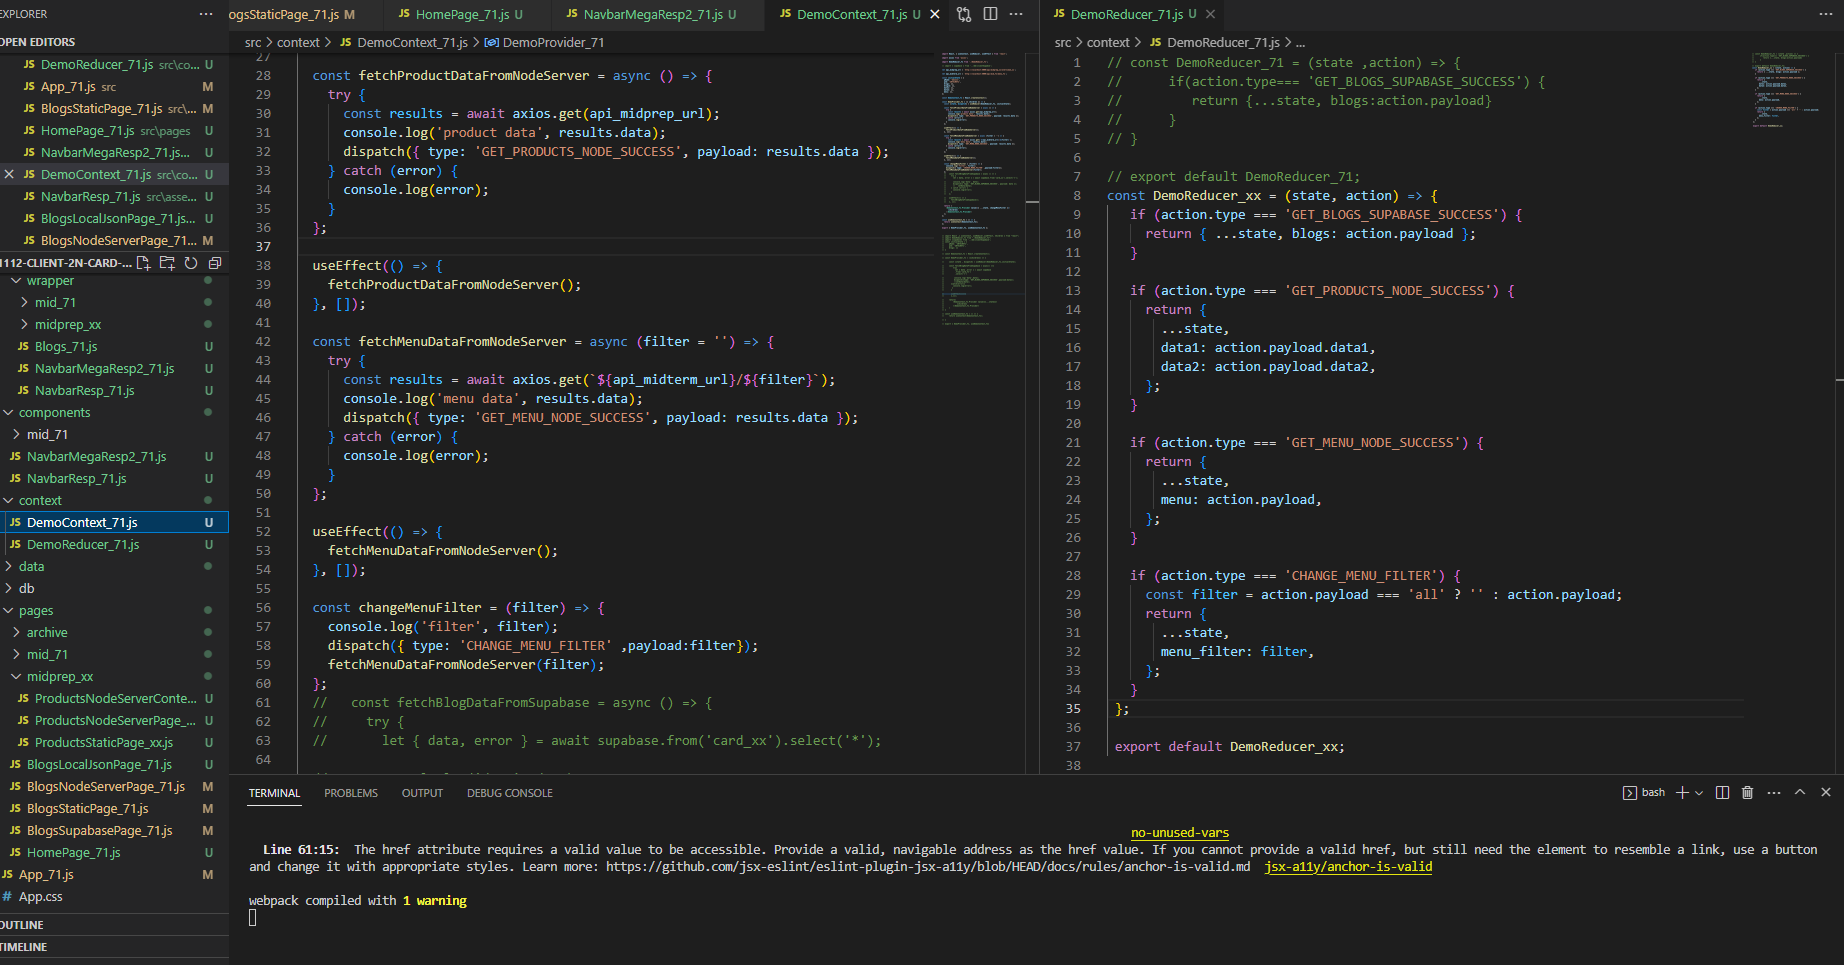 EXPLORER
OPEN EDITORS
JS DemoReducer_71.js src\co... U
JS App_71.js src M
JS BlogsStaticPage_71.js src\... M
JS HomePage_71.js src\pages U
JS NavbarMegaResp2_71.js... U
JS DemoContext_71.js src\co... U
JS NavbarResp_71.js src\asse... U
JS BlogsLocalJsonPage_71.js... U
JS BlogsNodeServerPage_71... M
1112-CLIENT-2N-CARD-...
wrapper
mid_71
midprep_xx
JS Blogs_71.js U
JS NavbarMegaResp2_71.js U
JS NavbarResp_71.js U
components
mid_71
JS NavbarMegaResp2_71.js U
JS NavbarResp_71.js U
context
JS DemoContext_71.js U
JS DemoReducer_71.js U
data
db
pages
archive
mid_71
midprep_xx
JS ProductsNodeServerConte... U
JS ProductsNodeServerPage_... U
JS ProductsStaticPage_xx.js U
JS BlogsLocalJsonPage_71.js U
JS BlogsNodeServerPage_71.js M
JS BlogsStaticPage_71.js M
JS BlogsSupabasePage_71.js M
JS HomePage_71.js U
JS App_71.js M
# App.css
OUTLINE
TIMELINE
ogsStaticPage_71.js M
JS HomePage_71.js U
JS NavbarMegaResp2_71.js U
JS DemoContext_71.js U
src > context > JS DemoContext_71.js > DemoProvider_71
27
28 const fetchProductDataFromNodeServer = async () => {
29 try {
30 const results = await axios.get(api_midprep_url);
31 console.log('product data', results.data);
32 dispatch({ type: 'GET_PRODUCTS_NODE_SUCCESS', payload: results.data });
33 } catch (error) {
34 console.log(error);
35 }
36 };
37
38 useEffect(() => {
39 fetchProductDataFromNodeServer();
40 }, []);
41
42 const fetchMenuDataFromNodeServer = async (filter = '') => {
43 try {
44 const results = await axios.get(`${api_midterm_url}/${filter}`);
45 console.log('menu data', results.data);
46 dispatch({ type: 'GET_MENU_NODE_SUCCESS', payload: results.data });
47 } catch (error) {
48 console.log(error);
49 }
50 };
51
52 useEffect(() => {
53 fetchMenuDataFromNodeServer();
54 }, []);
55
56 const changeMenuFilter = (filter) => {
57 console.log('filter', filter);
58 dispatch({ type: 'CHANGE_MENU_FILTER' ,payload:filter});
59 fetchMenuDataFromNodeServer(filter);
60 };
61 // const fetchBlogDataFromSupabase = async () => {
62 // try {
63 // let { data, error } = await supabase.from('card_xx').select('*');
64
JS DemoReducer_71.js U
src > context > JS DemoReducer_71.js > ...
1 // const DemoReducer_71 = (state ,action) => {
2 // if(action.type=== 'GET_BLOGS_SUPABASE_SUCCESS') {
3 // return {...state, blogs:action.payload}
4 // }
5 // }
6
7 // export default DemoReducer_71;
8 const DemoReducer_xx = (state, action) => {
9 if (action.type === 'GET_BLOGS_SUPABASE_SUCCESS') {
10 return { ...state, blogs: action.payload };
11 }
12
13 if (action.type === 'GET_PRODUCTS_NODE_SUCCESS') {
14 return {
15 ...state,
16 data1: action.payload.data1,
17 data2: action.payload.data2,
18 };
19 }
20
21 if (action.type === 'GET_MENU_NODE_SUCCESS') {
22 return {
23 ...state,
24 menu: action.payload,
25 };
26 }
27
28 if (action.type === 'CHANGE_MENU_FILTER') {
29 const filter = action.payload === 'all' ? '' : action.payload;
30 return {
31 ...state,
32 menu_filter: filter,
33 };
34 }
35 };
36
37 export default DemoReducer_xx;
38
TERMINAL PROBLEMS OUTPUT DEBUG CONSOLE
bash
no-unused-vars
Line 61:15: The href attribute requires a valid value to be accessible. Provide a valid, navigable address as the href value. If you cannot provide a valid href, but still need the element to resemble a link, use a button
and change it with appropriate styles. Learn more: https://github.com/jsx-eslint/eslint-plugin-jsx-a11y/blob/HEAD/docs/rules/anchor-is-valid.md jsx-a11y/anchor-is-valid
webpack compiled with 1 warning